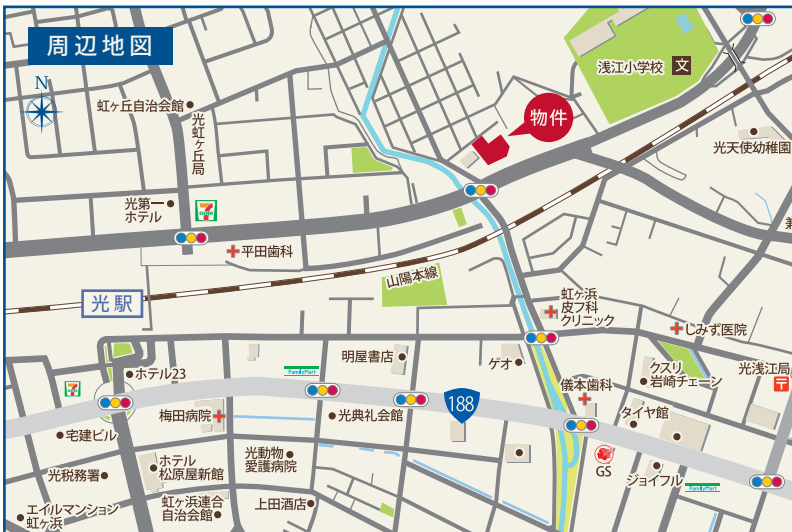 周辺地図
N
虹ヶ丘自治会館
光虹ヶ丘局
浅江小学校
文
物件
光天使幼稚園
光第一
ホテル
7
平田歯科
兼
山陽本線
光駅
虹ヶ浜
皮フ科
クリニック
しみず医院
明屋書店
ゲオ
クスリ
岩崎チェーン
光浅江局
〒
ホテル23
FamilyMart
7
188
儀本歯科
タイヤ館
梅田病院
光典礼会館
宅建ビル
光税務署
ホテル
松原屋新館
光動物
愛護病院
GS
ジョイフル
FamilyMart
エイルマンション
虹ヶ浜
虹ヶ浜連合
自治会館
上田酒店